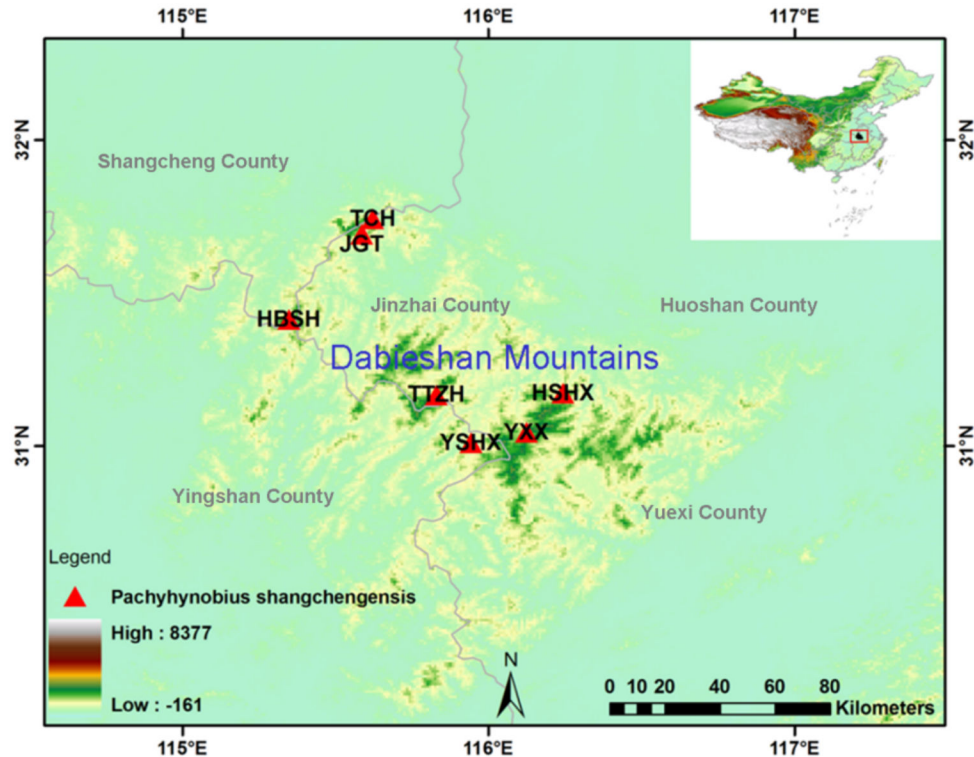 115°E 116°E 117°E
32°N 32°N
Shangcheng County
TCH
JGT
Jinzhai County Huoshan County
HBSH
Dabieshan Mountains
TTZH HSHX
YXX
YSHX
31°N 31°N
Yingshan County
Yuexi County
Legend
Pachyhynobius shangchengensis
High : 8377
Low : -161
N
0 10 20 40 60 80
Kilometers
115°E 116°E 117°E